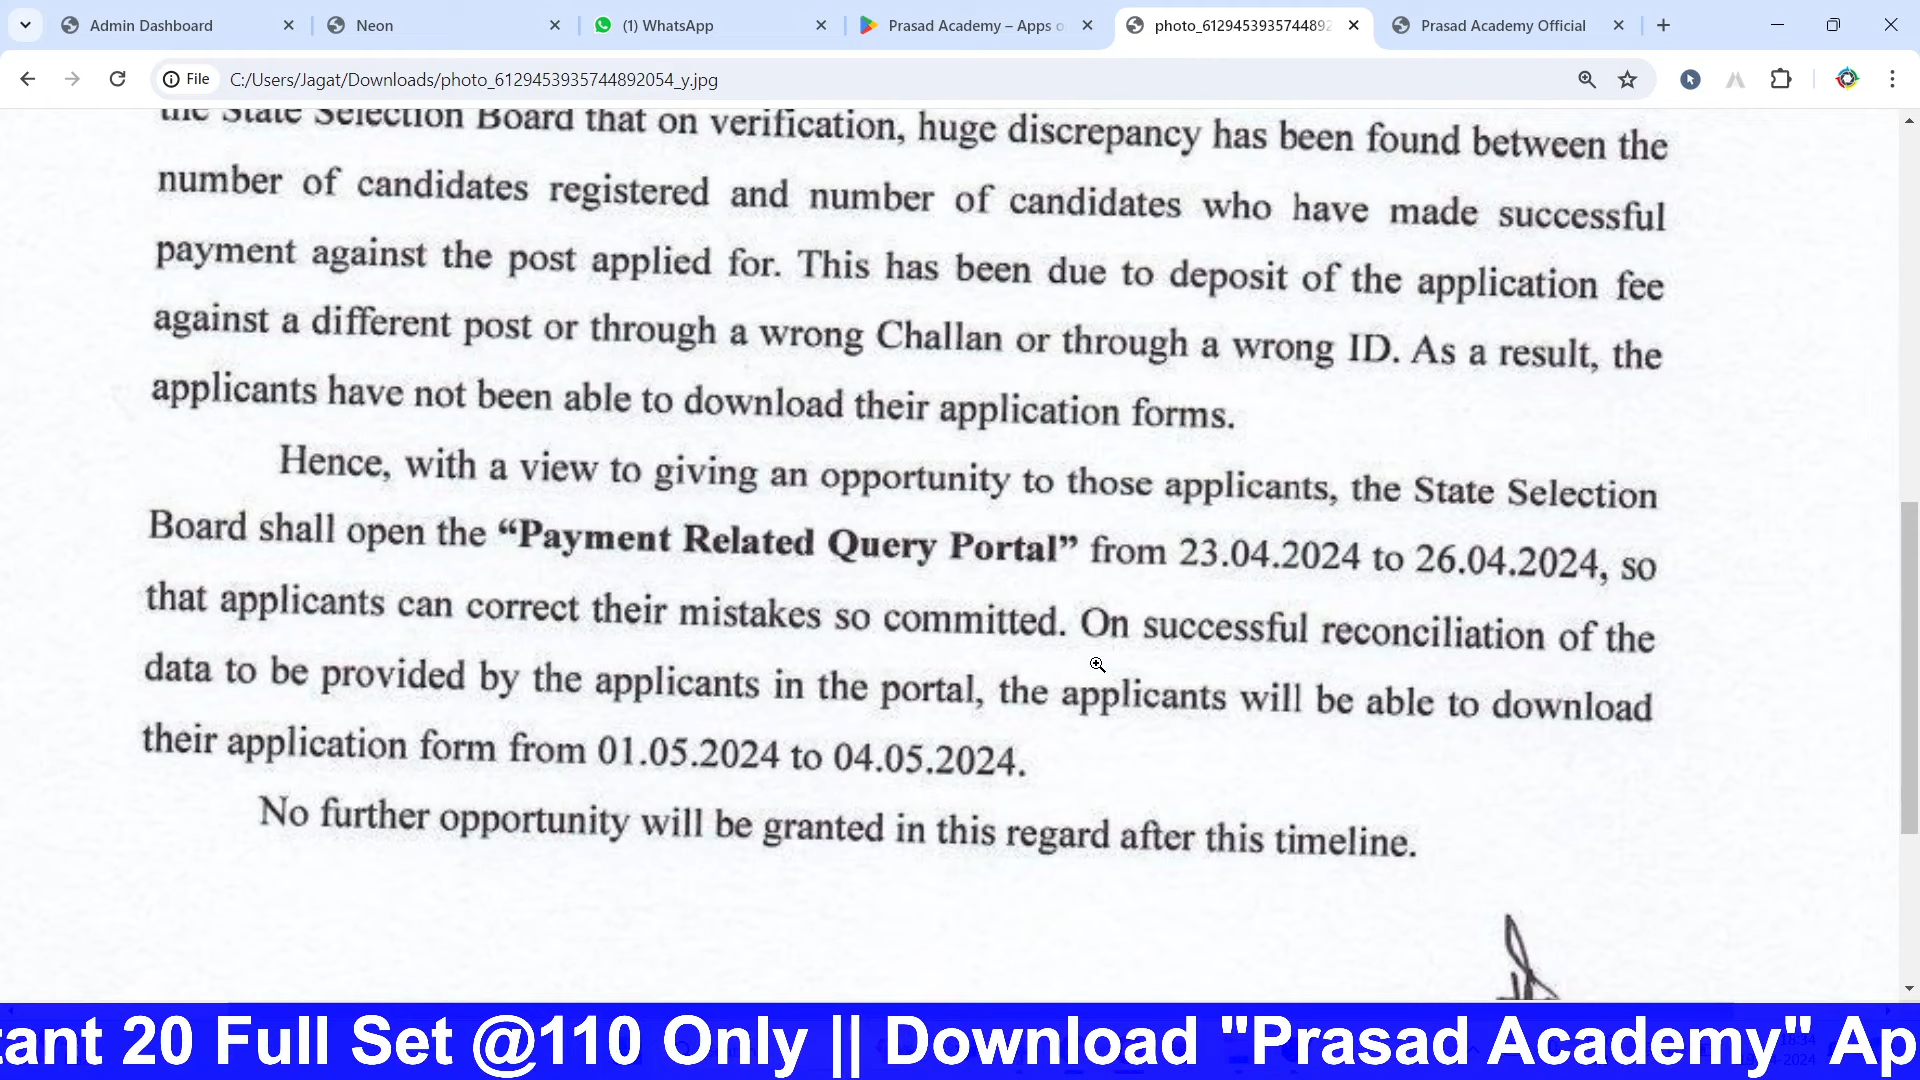 Admin Dashboard
Neon
(1) WhatsApp
Prasad Academy – Apps o
photo_6129453935744892
Prasad Academy Official
File
C:/Users/Jagat/Downloads/photo_6129453935744892054_y.jpg
the State Selection Board that on verification, huge discrepancy has been found between the
number of candidates registered and number of candidates who have made successful
payment against the post applied for. This has been due to deposit of the application fee
against a different post or through a wrong Challan or through a wrong ID. As a result, the
applicants have not been able to download their application forms.
Hence, with a view to giving an opportunity to those applicants, the State Selection
Board shall open the “Payment Related Query Portal” from 23.04.2024 to 26.04.2024, so
that applicants can correct their mistakes so committed. On successful reconciliation of the
data to be provided by the applicants in the portal, the applicants will be able to download
their application form from 01.05.2024 to 04.05.2024.
No further opportunity will be granted in this regard after this timeline.
tant 20 Full Set @110 Only || Download "Prasad Academy" Ap